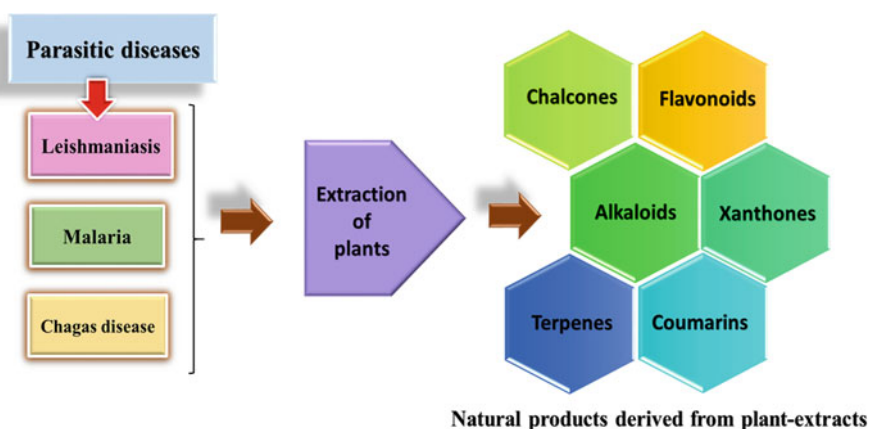 Parasitic diseases
Leishmaniasis
Malaria
Chagas disease
Extraction
of
plants
Chalcones
Flavonoids
Alkaloids
Xanthones
Terpenes
Coumarins
Natural products derived from plant-extracts